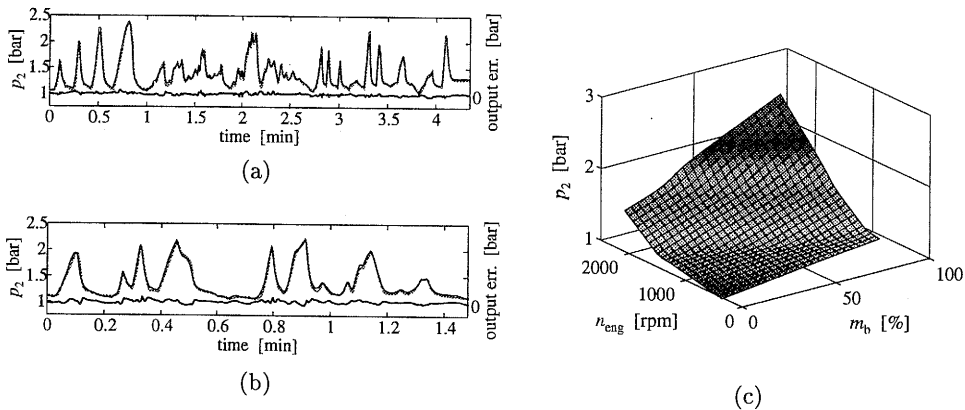 2.5
2
1.5
1
p2 [bar]
output err. [bar]
0
0 0.5 1 1.5 2 2.5 3 3.5 4
time [min]
(a)
2.5
2
1.5
1
p2 [bar]
output err. [bar]
0
0 0.2 0.4 0.6 0.8 1 1.2 1.4
time [min]
(b)
3
2
1
p2 [bar]
2000
1000
0
neng [rpm]
0
50
100
mb [%]
(c)